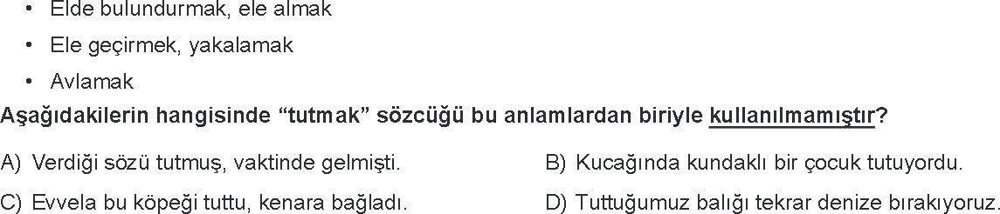 • Elde bulundurmak, ele almak
• Ele geçirmek, yakalamak
• Avlamak
Aşağıdakilerin hangisinde “tutmak” sözcüğü bu anlamlardan biriyle kullanılmamıştır?
A) Verdiği sözü tutmuş, vaktinde gelmişti. B) Kucağında kundaklı bir çocuk tutuyordu.
C) Evvela bu köpeği tuttu, kenara bağladı. D) Tuttuğumuz balığı tekrar denize bırakıyoruz.